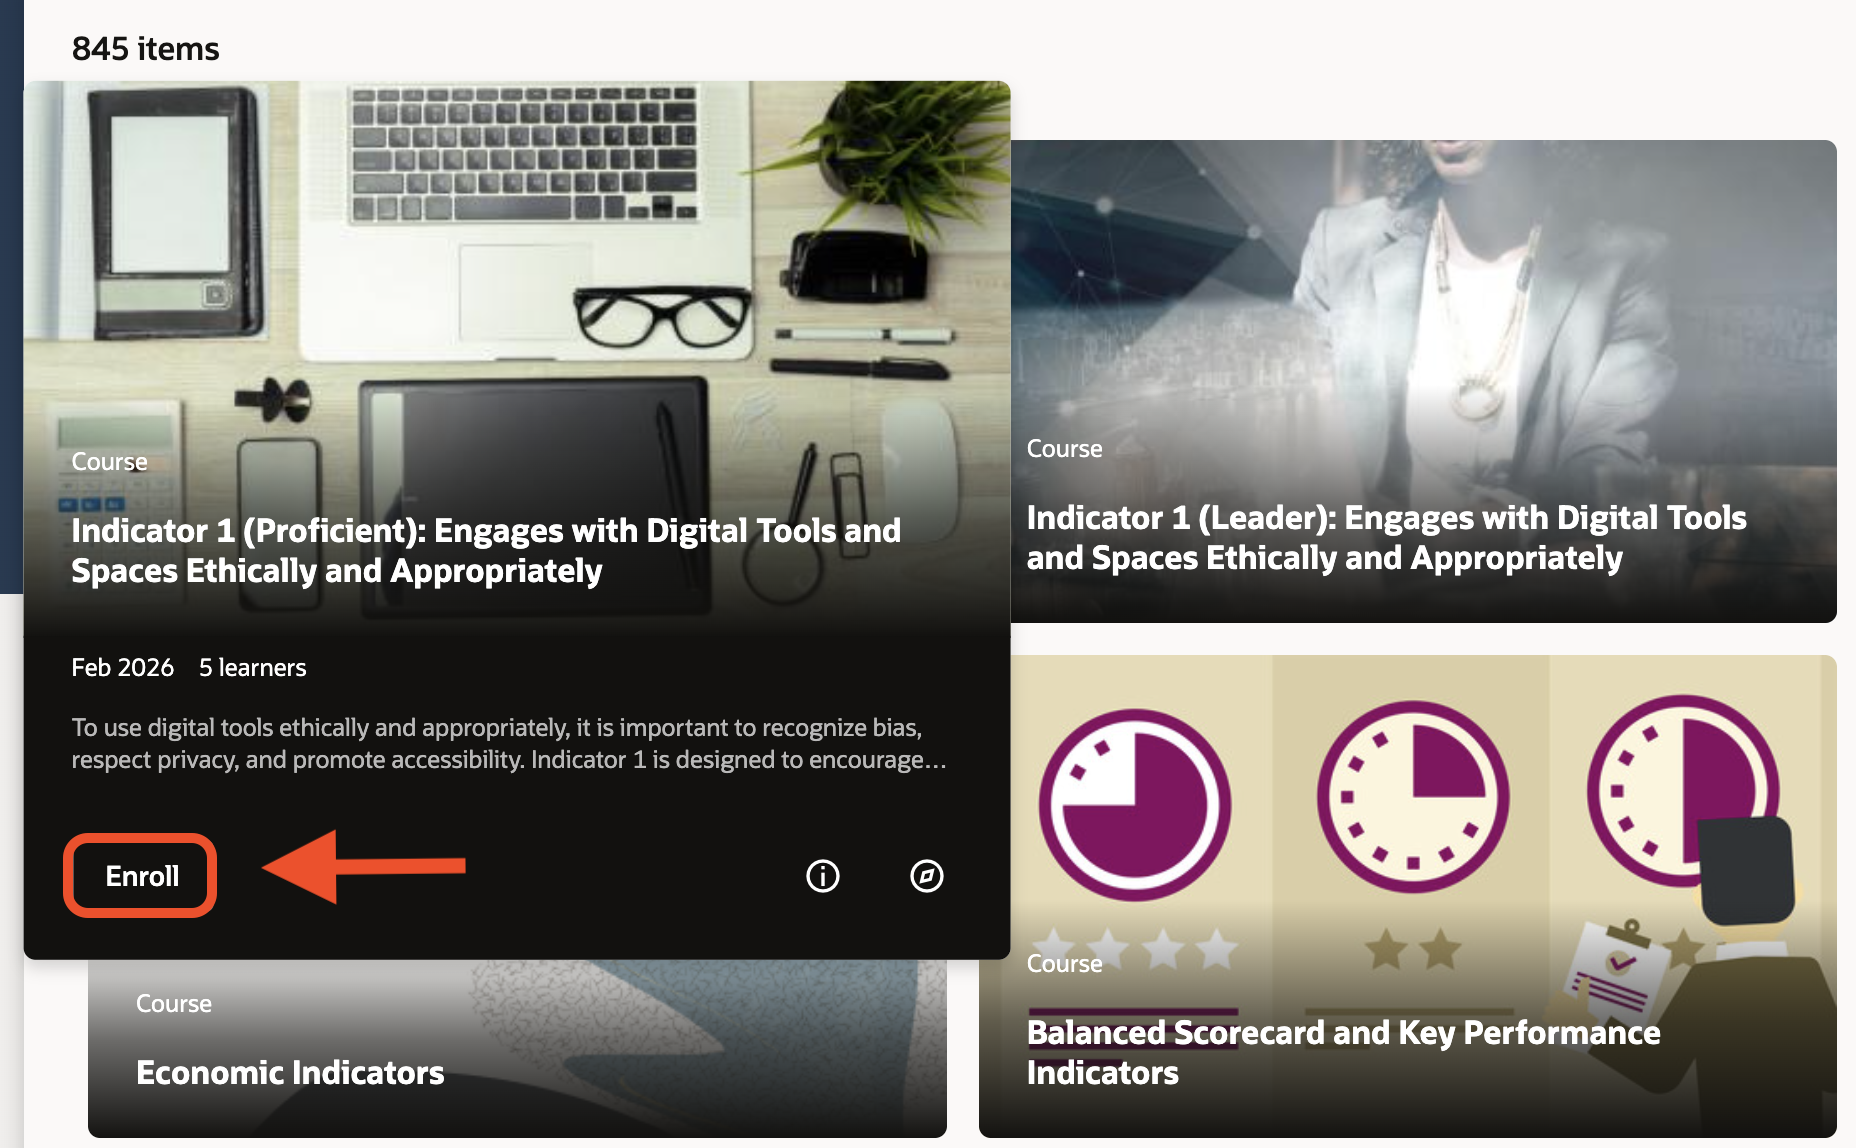 845 items
Course
Indicator 1 (Proficient): Engages with Digital Tools and
Spaces Ethically and Appropriately
Feb 2026 5 learners
To use digital tools ethically and appropriately, it is important to recognize bias,
respect privacy, and promote accessibility. Indicator 1 is designed to encourage...
Enroll
Course
Indicator 1 (Leader): Engages with Digital Tools
and Spaces Ethically and Appropriately
Course
Economic Indicators
Course
Balanced Scorecard and Key Performance
Indicators